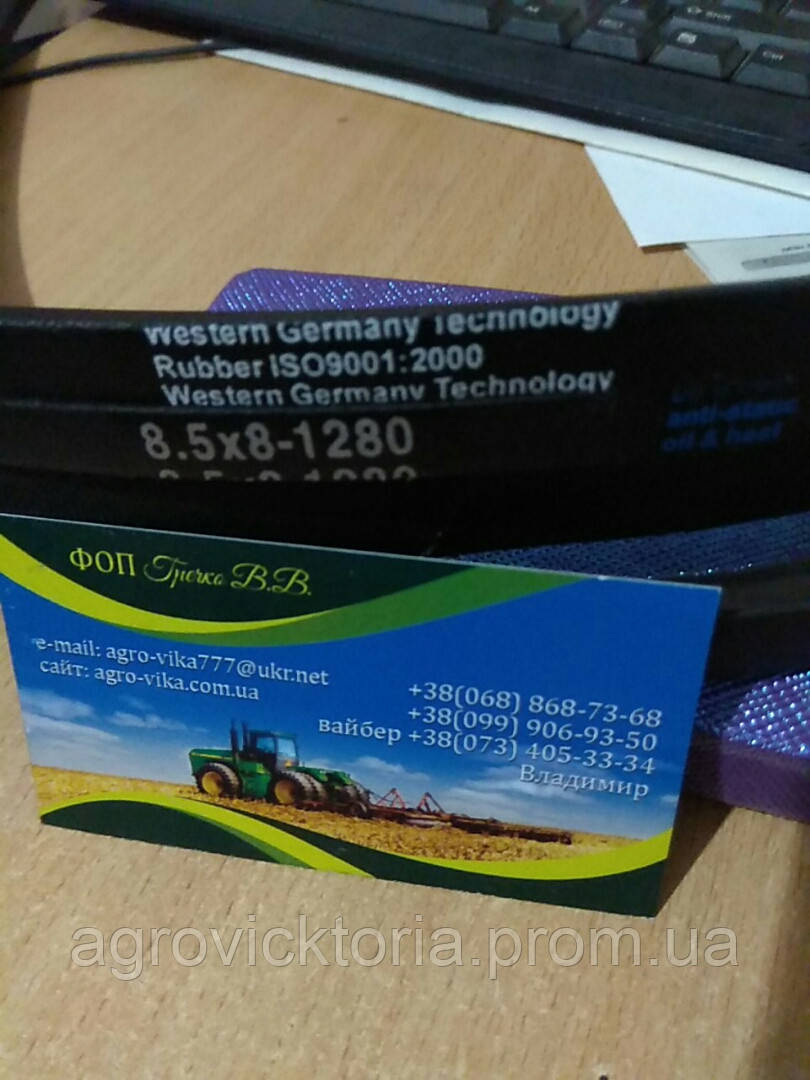 Western Germany Technology
Rubber ISO9001:2000
Western Germany Technology
8.5x8-1280
anti-static
oil & heet
ФОП Гречко В.В.
e-mail: agro-vika777@ukr.net
сайт: agro-vika.com.ua
+38(068) 868-73-68
+38(099) 906-93-50
вайбер +38(073) 405-33-34
Владимир
agrovicktoria.prom.ua